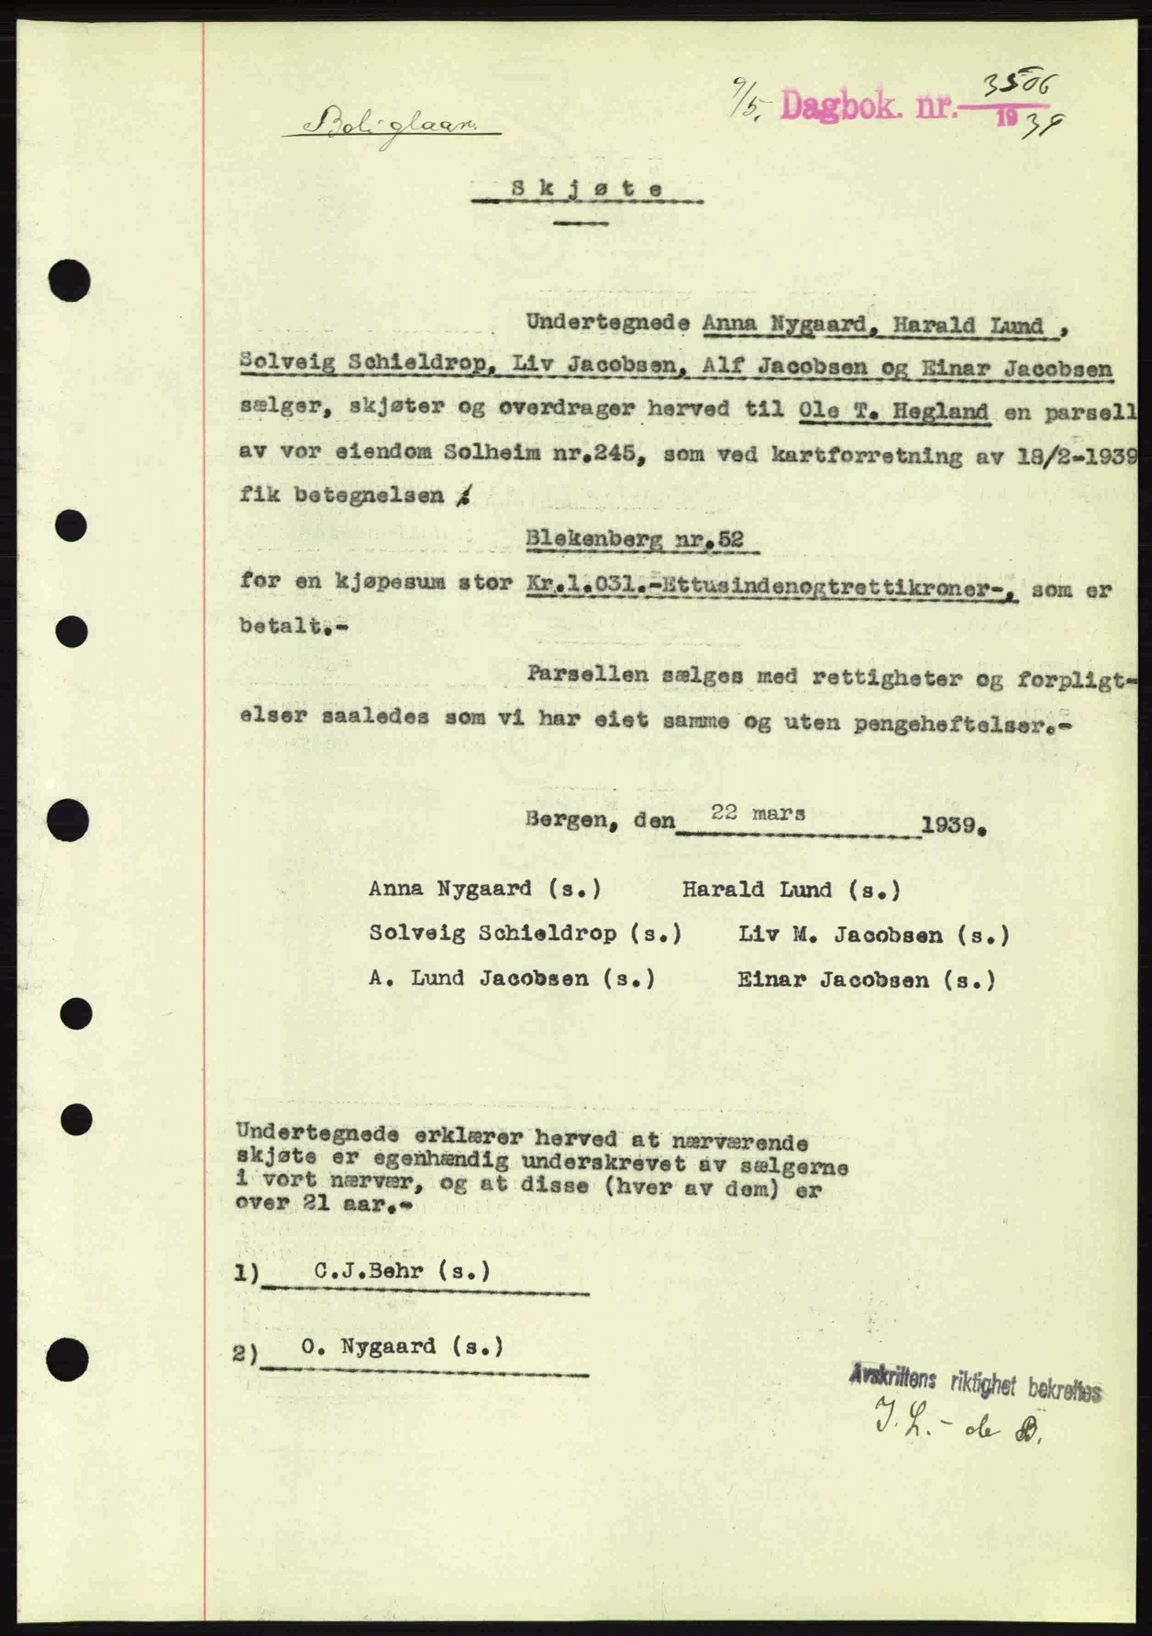 9/5. Dagbok. nr. 3506
19 39
Boliglaan.
Skjøte
Undertegnede Anna Nygaard, Harald Lund ,
Solveig Schieldrop, Liv Jacobsen, Alf Jacobsen og Einar Jacobsen
sælger, skjøter og overdrager herved til Ole T. Hegland en parsell
av vor eiendom Solheim nr.245, som ved kartforretning av 18/2-1939
fik betegnelsen :
Blekenberg nr.52
for en kjøpesum stor Kr.1.031.-Ettusindenogtrettikroner-, som er
betalt.-
Parsellen sælges med rettigheter og forpligt-
elser saaledes som vi har eiet samme og uten pengeheftelser.-
Bergen, den 22 mars 1939.
Anna Nygaard (s.) Harald Lund (s.)
Solveig Schieldrop (s.) Liv M. Jacobsen (s.)
A. Lund Jacobsen (s.) Einar Jacobsen (s.)
Undertegnede erklærer herved at nærværende
skjøte er egenhændig underskrevet av sælgerne
i vort nærvær, og at disse (hver av dem) er
over 21 aar.-
1) C.J.Behr (s.)
2) O. Nygaard (s.)
Avskriftens riktighet bekreftes
J. L. - de B.